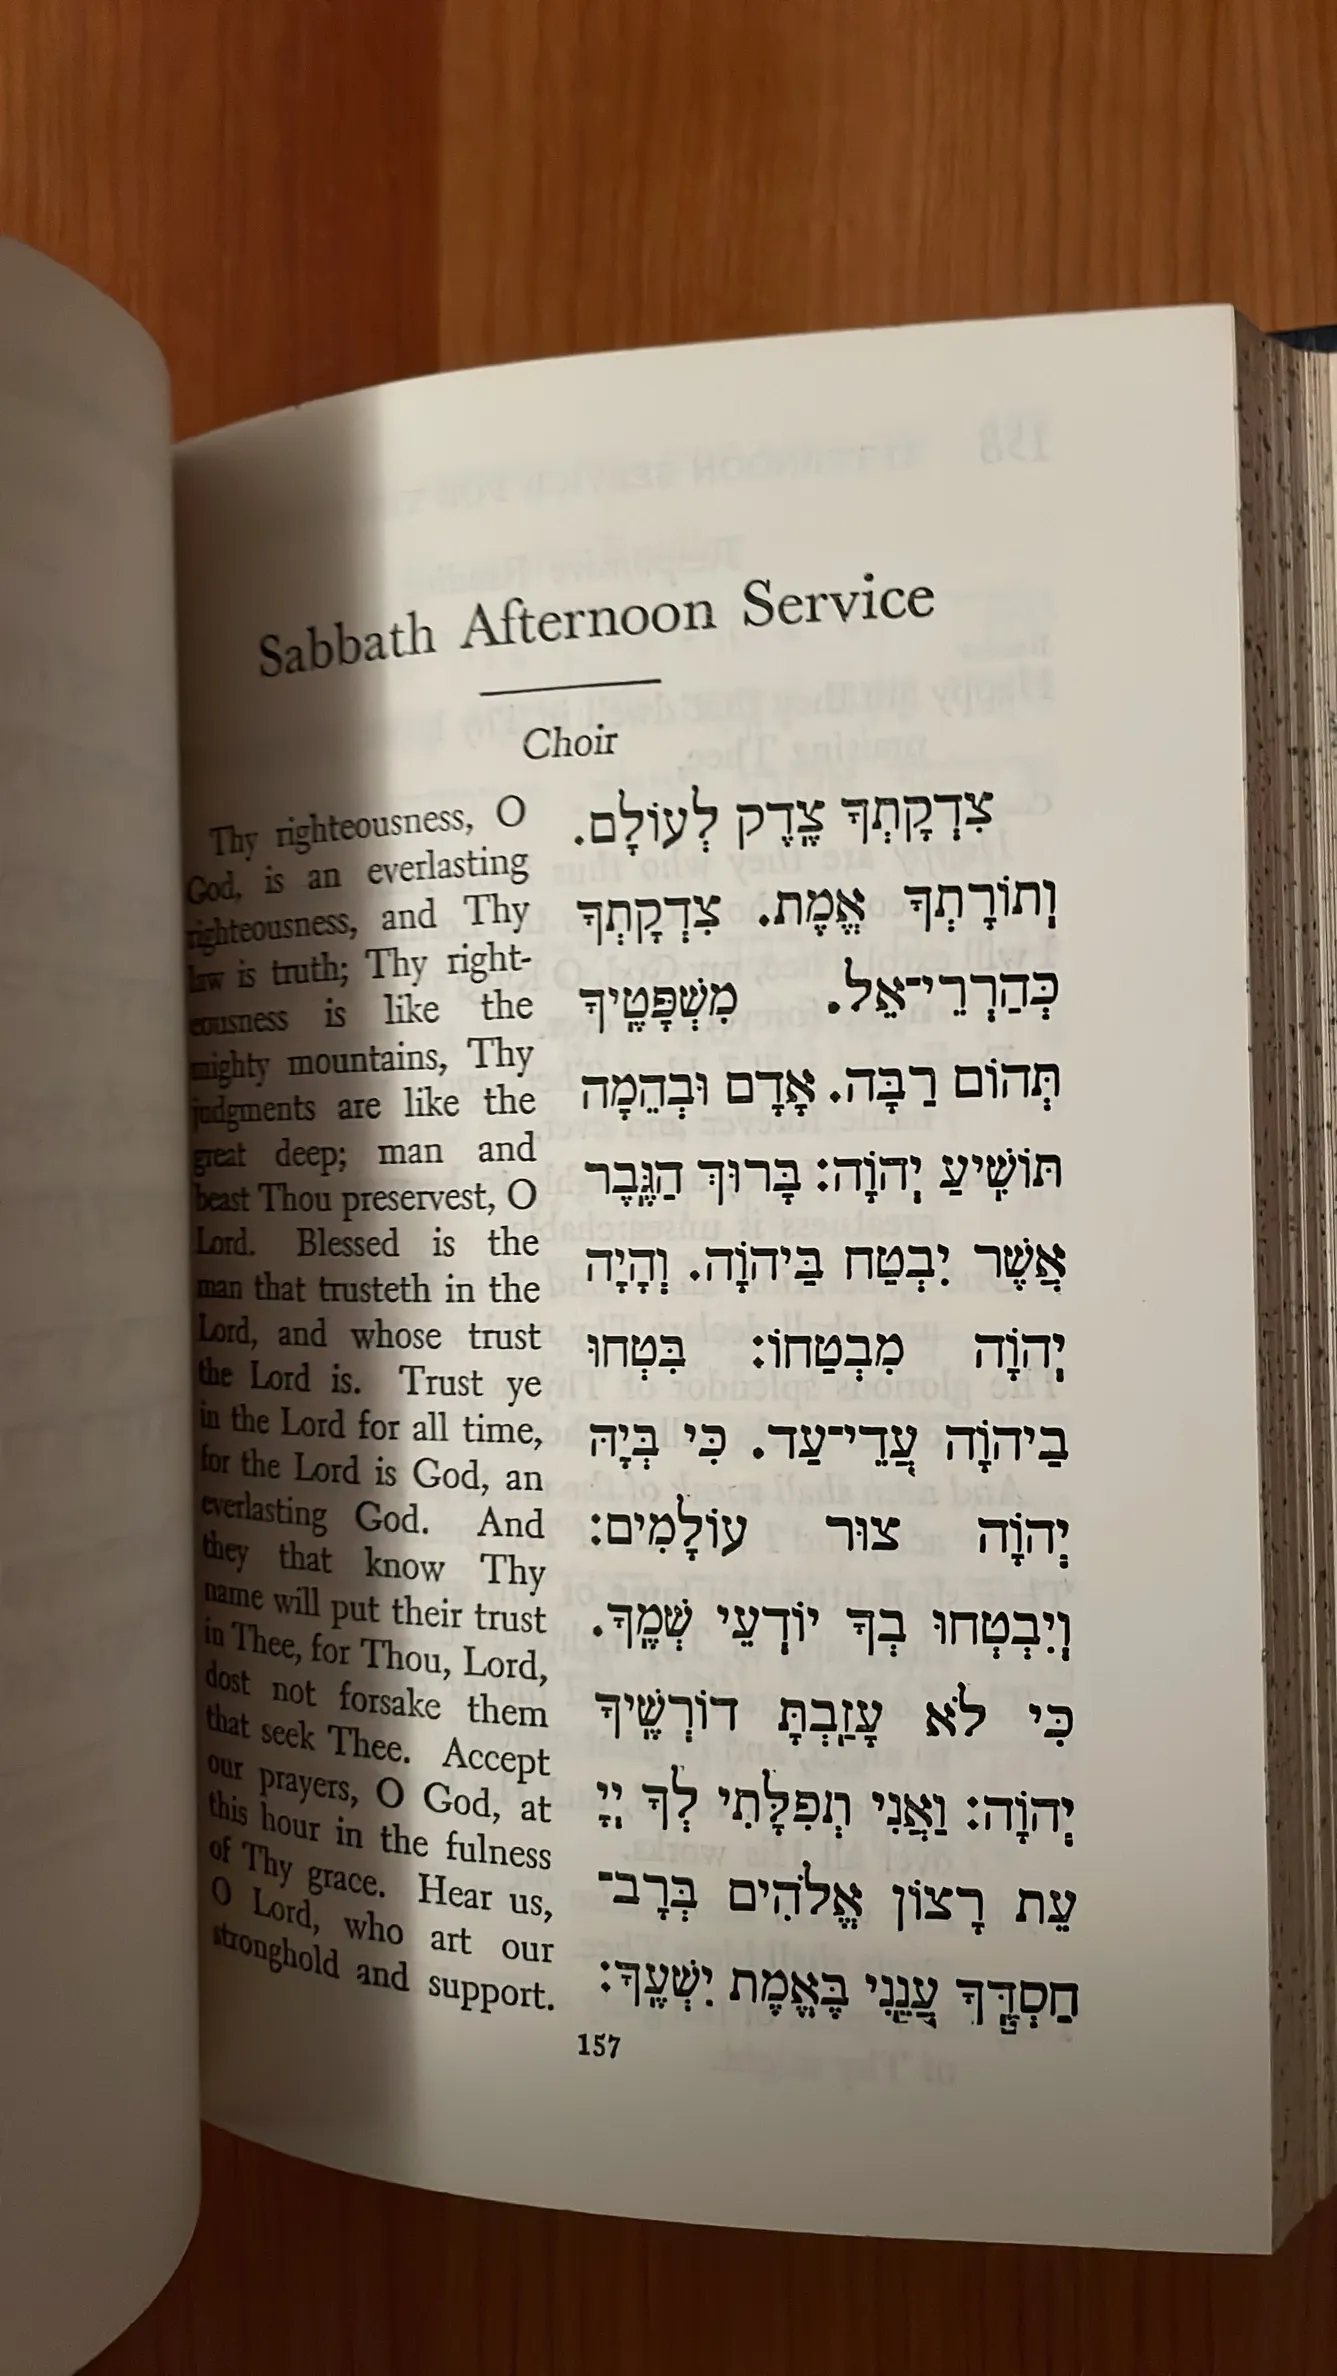 Sabbath Afternoon Service
Choir
Thy righteousness, O
God, is an everlasting
righteousness, and Thy
law is truth; Thy right-
eousness is like the
mighty mountains, Thy
judgments are like the
great deep; man and
beast Thou preservest, O
Lord. Blessed is the
man that trusteth in the
Lord, and whose trust
the Lord is. Trust ye
in the Lord for all time,
for the Lord is God, an
everlasting God. And
they that know Thy
name will put their trust
in Thee, for Thou, Lord,
dost not forsake them
that seek Thee. Accept
our prayers, O God, at
this hour in the fulness
of Thy grace. Hear us,
O Lord, who art our
stronghold and support.
צִדְקָתְךָ צֶֽדֶק לְעוֹלָם.
וְתוֹרָתְךָ אֱמֶת. צִדְקָתְךָ
כְּהַרְרֵי־אֵל. מִשְׁפָּטֶֽיךָ
תְּהוֹם רַבָּה. אָדָם וּבְהֵמָה
תּוֹשִֽׁיעַ יְהוָֹה: בָּרוּךְ הַגֶּֽבֶר
אֲשֶׁר יִבְטַח בַּיהוָֹה. וְהָיָה
יְהוָֹה מִבְטַחוֹ: בִּטְחוּ
בַיהוָֹה עֲדֵי־עַד. כִּי בְּיָהּ
יְהוָֹה צוּר עוֹלָמִים:
וְיִבְטְחוּ בְךָ יוֹדְעֵי שְׁמֶֽךָ.
כִּי לֹא עָזַֽבְתָּ דוֹרְשֶֽׁיךָ
יְהוָֹה: וַאֲנִי תְפִלָּתִי לְךָ יְיָ
עֵת רָצוֹן אֱלֹהִים בְּרָב־
חַסְדֶּֽךָ עֲנֵֽנִי בֶּאֱמֶת יִשְׁעֶֽךָ:
157